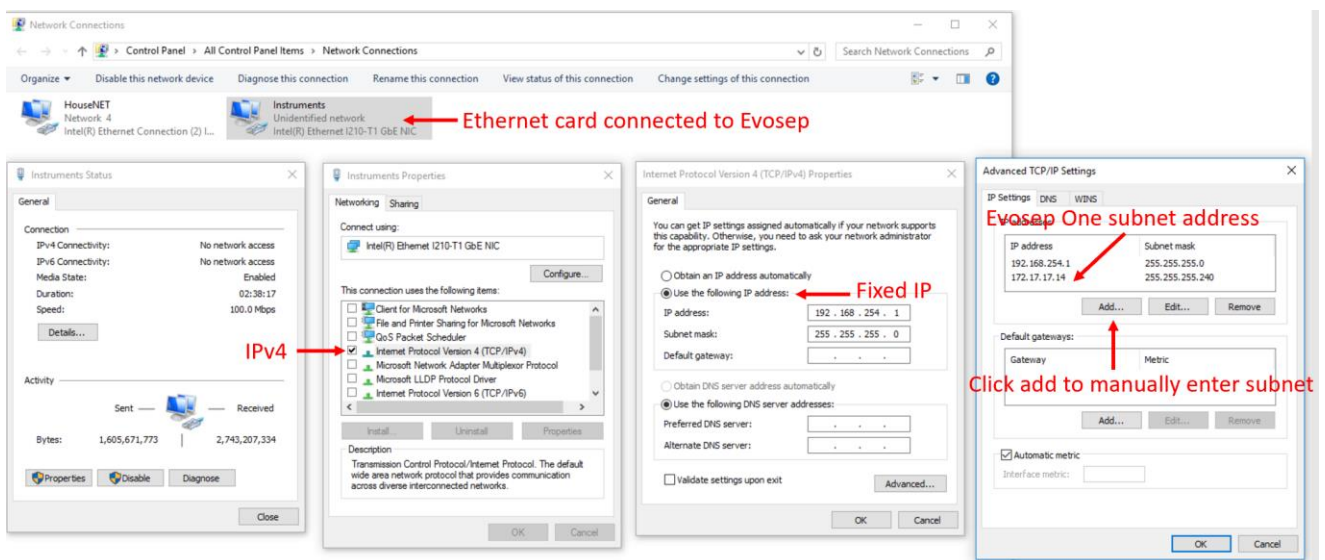 Network Connections
Control Panel > All Control Panel Items > Network Connections
Search Network Connections
Organize Disable this network device Diagnose this connection Rename this connection View status of this connection Change settings of this connection
HouseNET
Network 4
Intel(R) Ethernet Connection (2) I...
Instruments
Unidentified network
Intel(R) Ethernet I210-T1 GbE NIC
Ethernet card connected to Evosep
Instruments Status
General
Connection
IPv4 Connectivity: No network access
IPv6 Connectivity: No network access
Media State: Enabled
Duration: 02:38:17
Speed: 100.0 Mbps
Details...
Activity
Sent Received
Bytes: 1,605,671,773 2,743,207,334
Properties Disable Diagnose
Close
Instruments Properties
Networking Sharing
Connect using:
Intel(R) Ethernet I210-T1 GbE NIC
Configure...
This connection uses the following items:
Client for Microsoft Networks
File and Printer Sharing for Microsoft Networks
QoS Packet Scheduler
Internet Protocol Version 4 (TCP/IPv4)
Microsoft Network Adapter Multiplexor Protocol
Microsoft LLDP Protocol Driver
Internet Protocol Version 6 (TCP/IPv6)
IPv4
Install... Uninstall Properties
Description
Transmission Control Protocol/Internet Protocol. The default
wide area network protocol that provides communication
across diverse interconnected networks.
OK Cancel
Internet Protocol Version 4 (TCP/IPv4) Properties
General
You can get IP settings assigned automatically if your network supports
this capability. Otherwise, you need to ask your network administrator
for the appropriate IP settings.
Obtain an IP address automatically
Use the following IP address:
Fixed IP
IP address: 192 . 168 . 254 . 1
Subnet mask: 255 . 255 . 255 . 0
Default gateway: . . .
Obtain DNS server address automatically
Use the following DNS server addresses:
Preferred DNS server: . . .
Alternate DNS server: . . .
Validate settings upon exit
Advanced...
OK Cancel
Advanced TCP/IP Settings
IP Settings DNS WINS
IP addresses
Evosep One subnet address
IP address Subnet mask
192.168.254.1 255.255.255.0
172.17.17.14 255.255.255.240
Add... Edit... Remove
Default gateways:
Gateway Metric
Click add to manually enter subnet
Add... Edit... Remove
Automatic metric
Interface metric:
OK Cancel